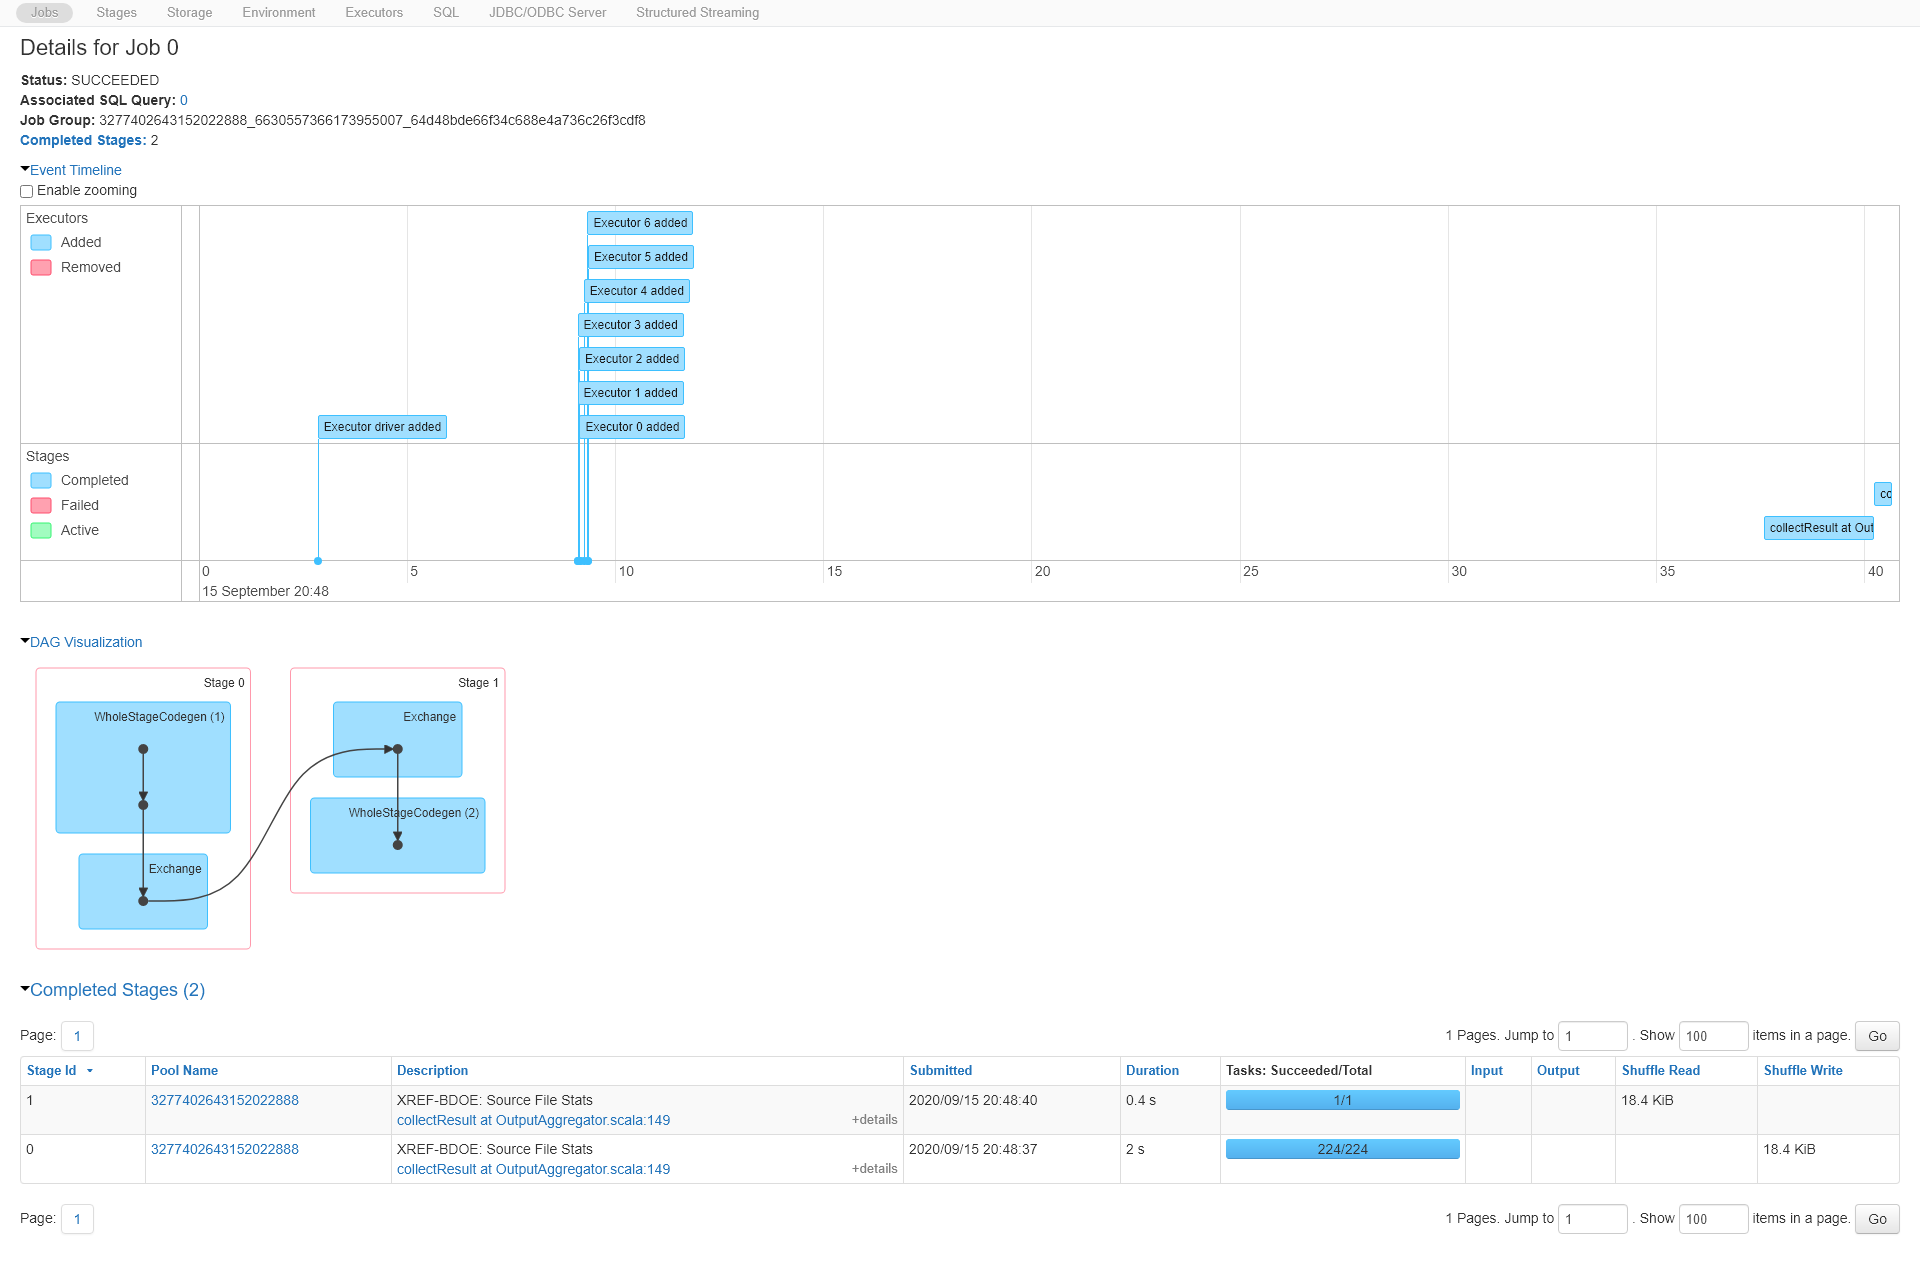 Jobs Stages Storage Environment Executors SQL JDBC/ODBC Server Structured Streaming
Details for Job 0
Status: SUCCEEDED
Associated SQL Query: 0
Job Group: 3277402643152022888_6630557366173955007_64d48bde66f34c688e4a736c26f3cdf8
Completed Stages: 2
Event Timeline
Enable zooming
Executors
Added
Removed
Executor 6 added
Executor 5 added
Executor 4 added
Executor 3 added
Executor 2 added
Executor 1 added
Executor driver added
Executor 0 added
Stages
Completed
Failed
Active
co
collectResult at Out
0 5 10 15 20 25 30 35 40
15 September 20:48
DAG Visualization
Stage 0
WholeStageCodegen (1)
Exchange
Stage 1
Exchange
WholeStageCodegen (2)
Completed Stages (2)
Page: 1
1 Pages. Jump to 1 . Show 100 items in a page. Go
Stage Id Pool Name Description Submitted Duration Tasks: Succeeded/Total Input Output Shuffle Read Shuffle Write
1 3277402643152022888 XREF-BDOE: Source File Stats 2020/09/15 20:48:40 0.4 s 1/1 18.4 KiB
collectResult at OutputAggregator.scala:149 +details
0 3277402643152022888 XREF-BDOE: Source File Stats 2020/09/15 20:48:37 2 s 224/224 18.4 KiB
collectResult at OutputAggregator.scala:149 +details
Page: 1
1 Pages. Jump to 1 . Show 100 items in a page. Go